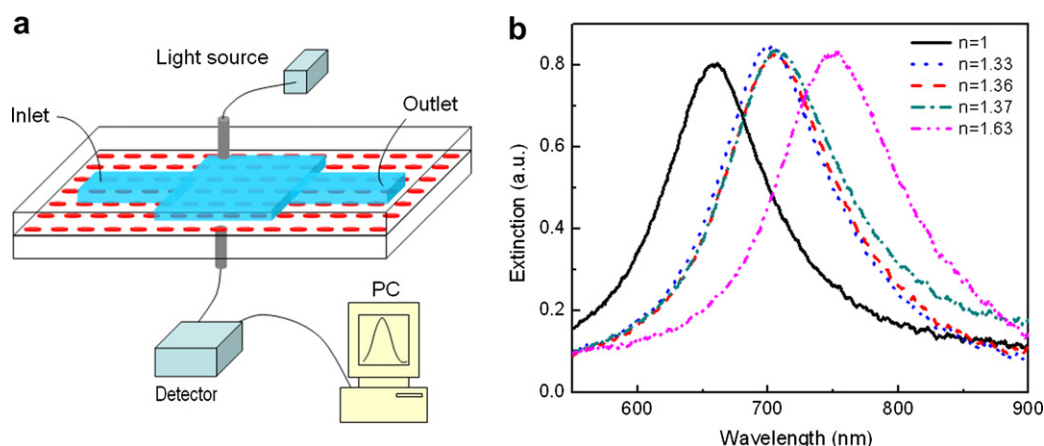 a
Light source
Inlet
Outlet
PC
Detector
b
n=1
n=1.33
n=1.36
n=1.37
n=1.63
0.8
0.6
0.4
0.2
0.0
Extinction (a.u.)
600 700 800 900
Wavelength (nm)